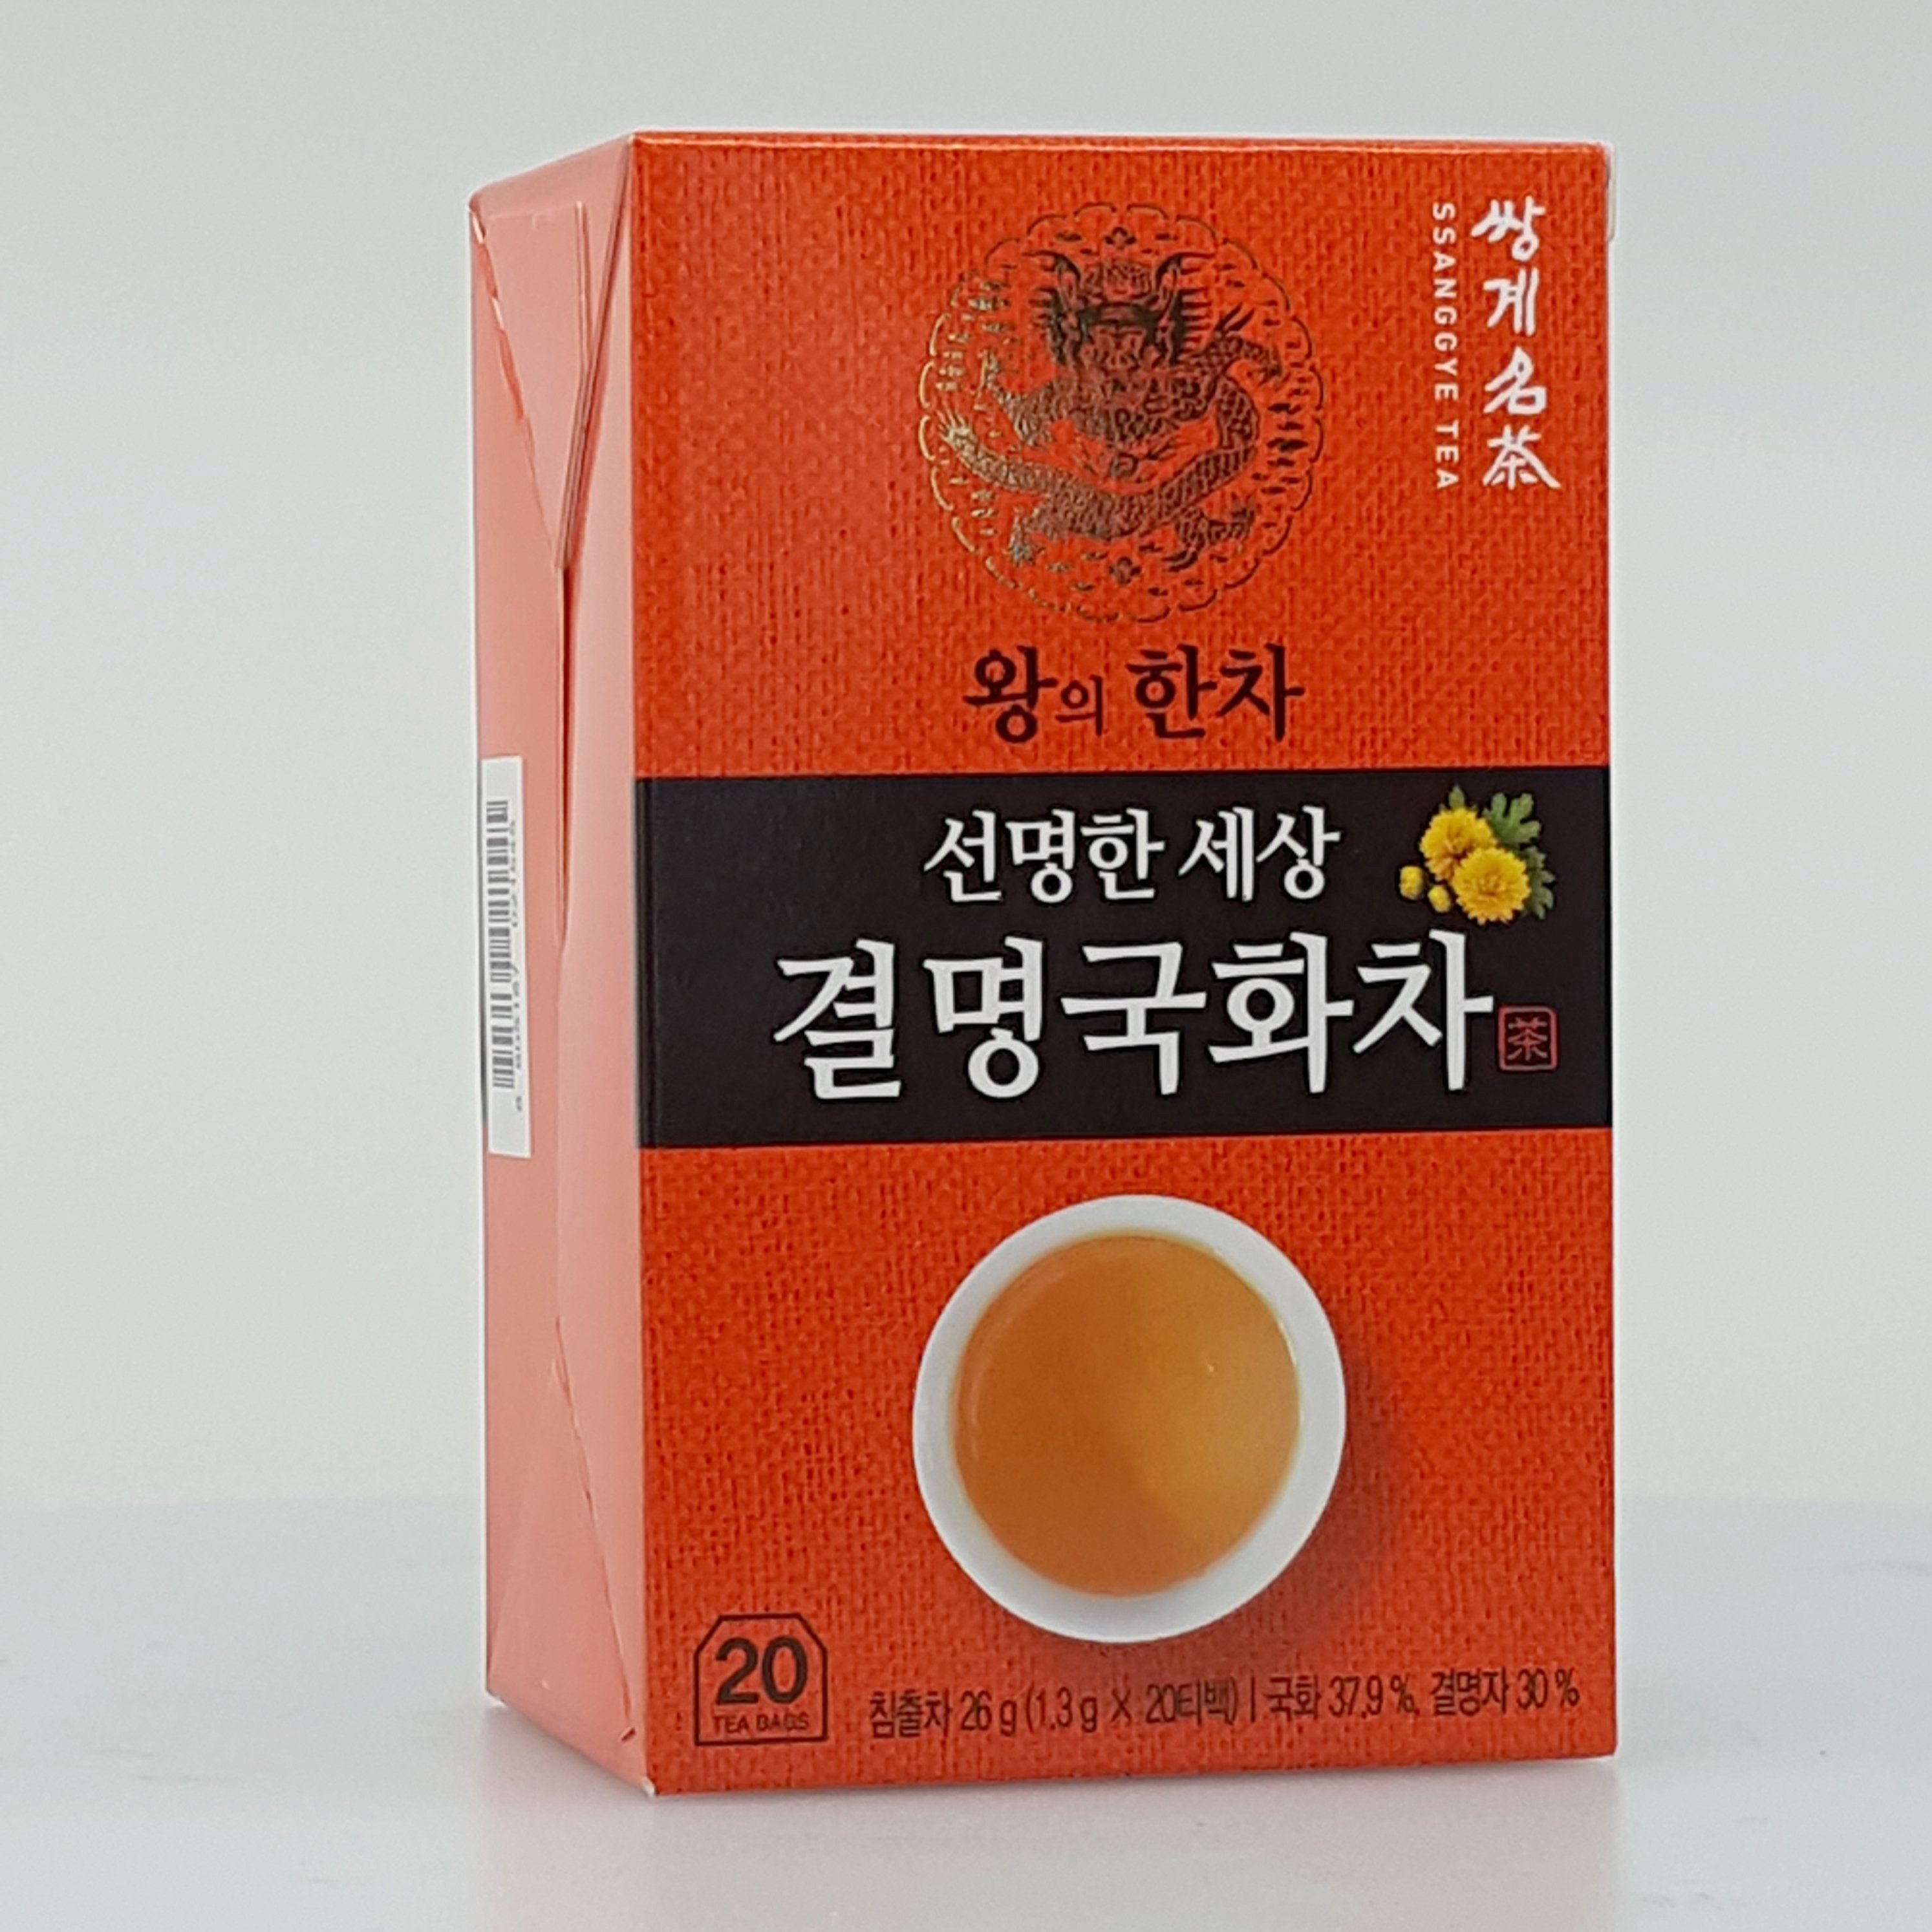 쌍계名茶
SSANGGYE TEA
왕의 한차
선명한 세상
결명국화차
茶
20
TEA BAGS
침출차 26 g (1.3 g X 20티백) | 국화 37.9 %, 결명자 30 %